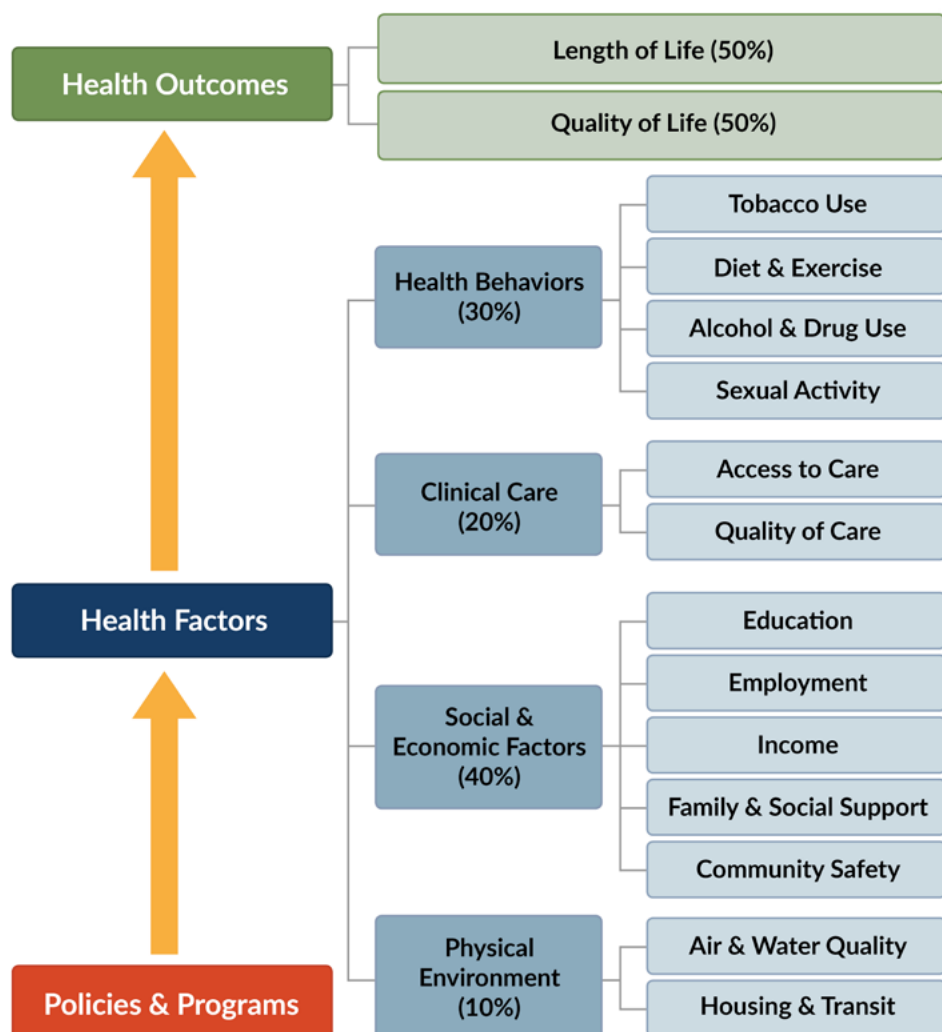 Health Outcomes
Length of Life (50%)
Quality of Life (50%)
Health Factors
Health Behaviors
(30%)
Tobacco Use
Diet & Exercise
Alcohol & Drug Use
Sexual Activity
Clinical Care
(20%)
Access to Care
Quality of Care
Social &
Economic Factors
(40%)
Education
Employment
Income
Family & Social Support
Community Safety
Physical
Environment
(10%)
Air & Water Quality
Housing & Transit
Policies & Programs